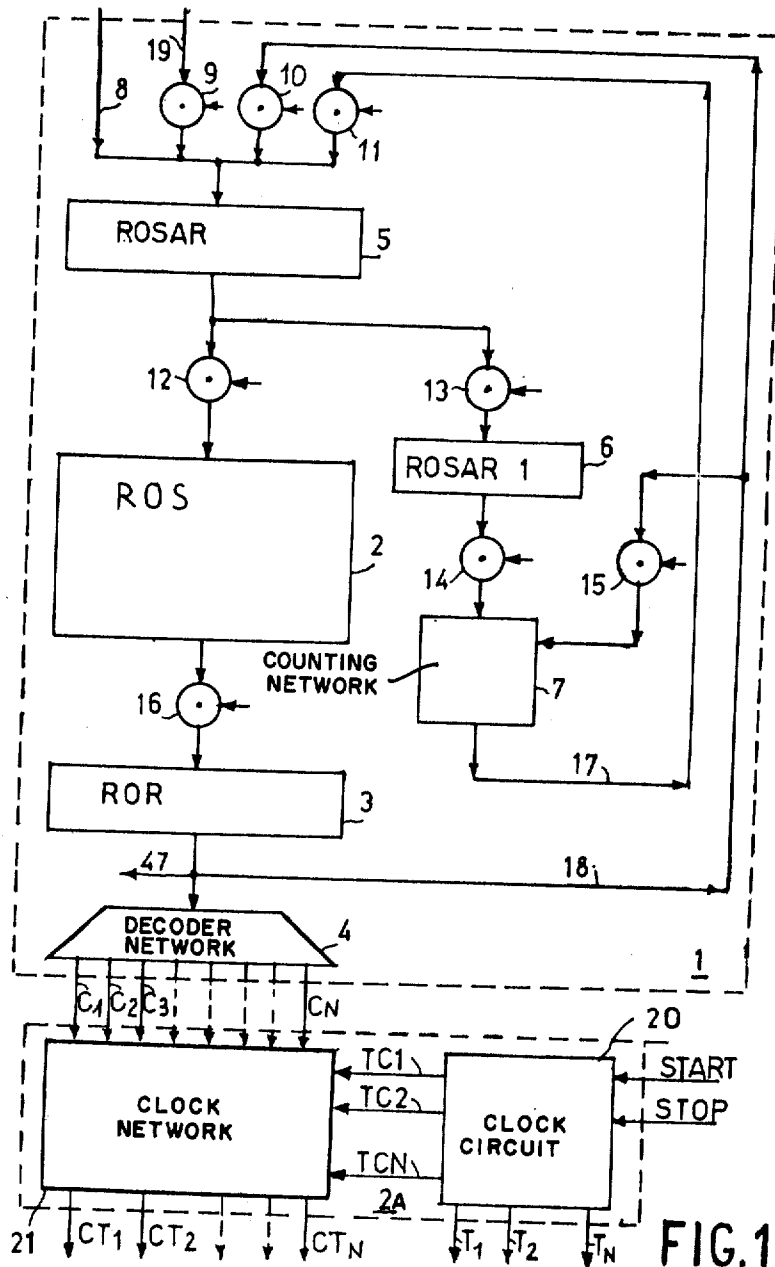 19
9
10
8
11
ROSAR
5
12
13
6
ROSAR 1
ROS
2
14
15
COUNTING
NETWORK
7
16
17
ROR
3
47
18
DECODER
NETWORK
4
1
C1 C2 C3 CN
20
START
TC1
STOP
TC2
CLOCK
NETWORK
CLOCK
CIRCUIT
TCN
2A
21
CT1 CT2 CTN
T1 T2 TN
FIG.1